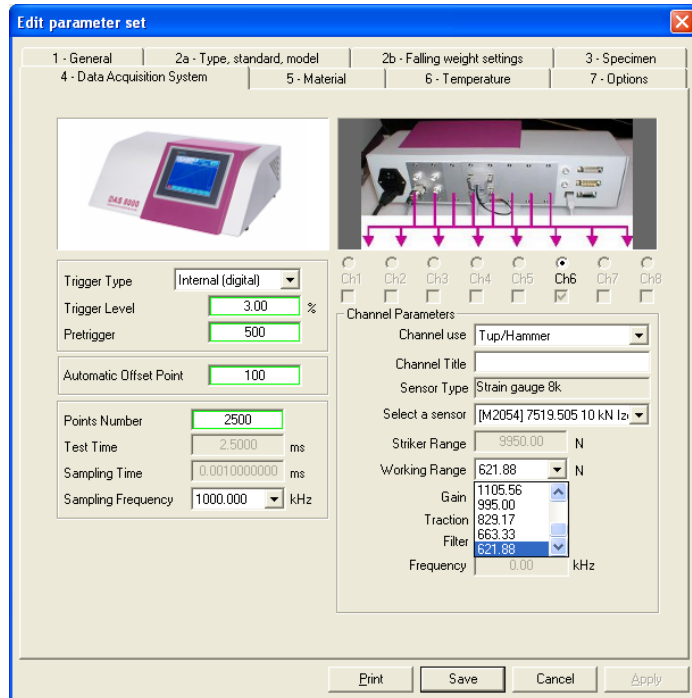 Edit parameter set
1 - General
2a - Type, standard, model
2b - Falling weight settings
3 - Specimen
4 - Data Acquisition System
5 - Material
6 - Temperature
7 - Options
DAS 8000
Ch1 Ch2 Ch3 Ch4 Ch5 Ch6 Ch7 Ch8
Trigger Type Internal (digital)
Trigger Level 3.00 %
Pretrigger 500
Automatic Offset Point 100
Points Number 2500
Test Time 2.5000 ms
Sampling Time 0.0010000000 ms
Sampling Frequency 1000.000 kHz
Channel Parameters
Channel use Tup/Hammer
Channel Title
Sensor Type Strain gauge 8k
Select a sensor [M2054] 7519.505 10 kN
Striker Range 9950.00 N
Working Range 621.88 N
Gain
Traction
Filter
1105.56
995.00
829.17
663.33
621.88
Frequency 0.00 kHz
Print
Save
Cancel
Apply